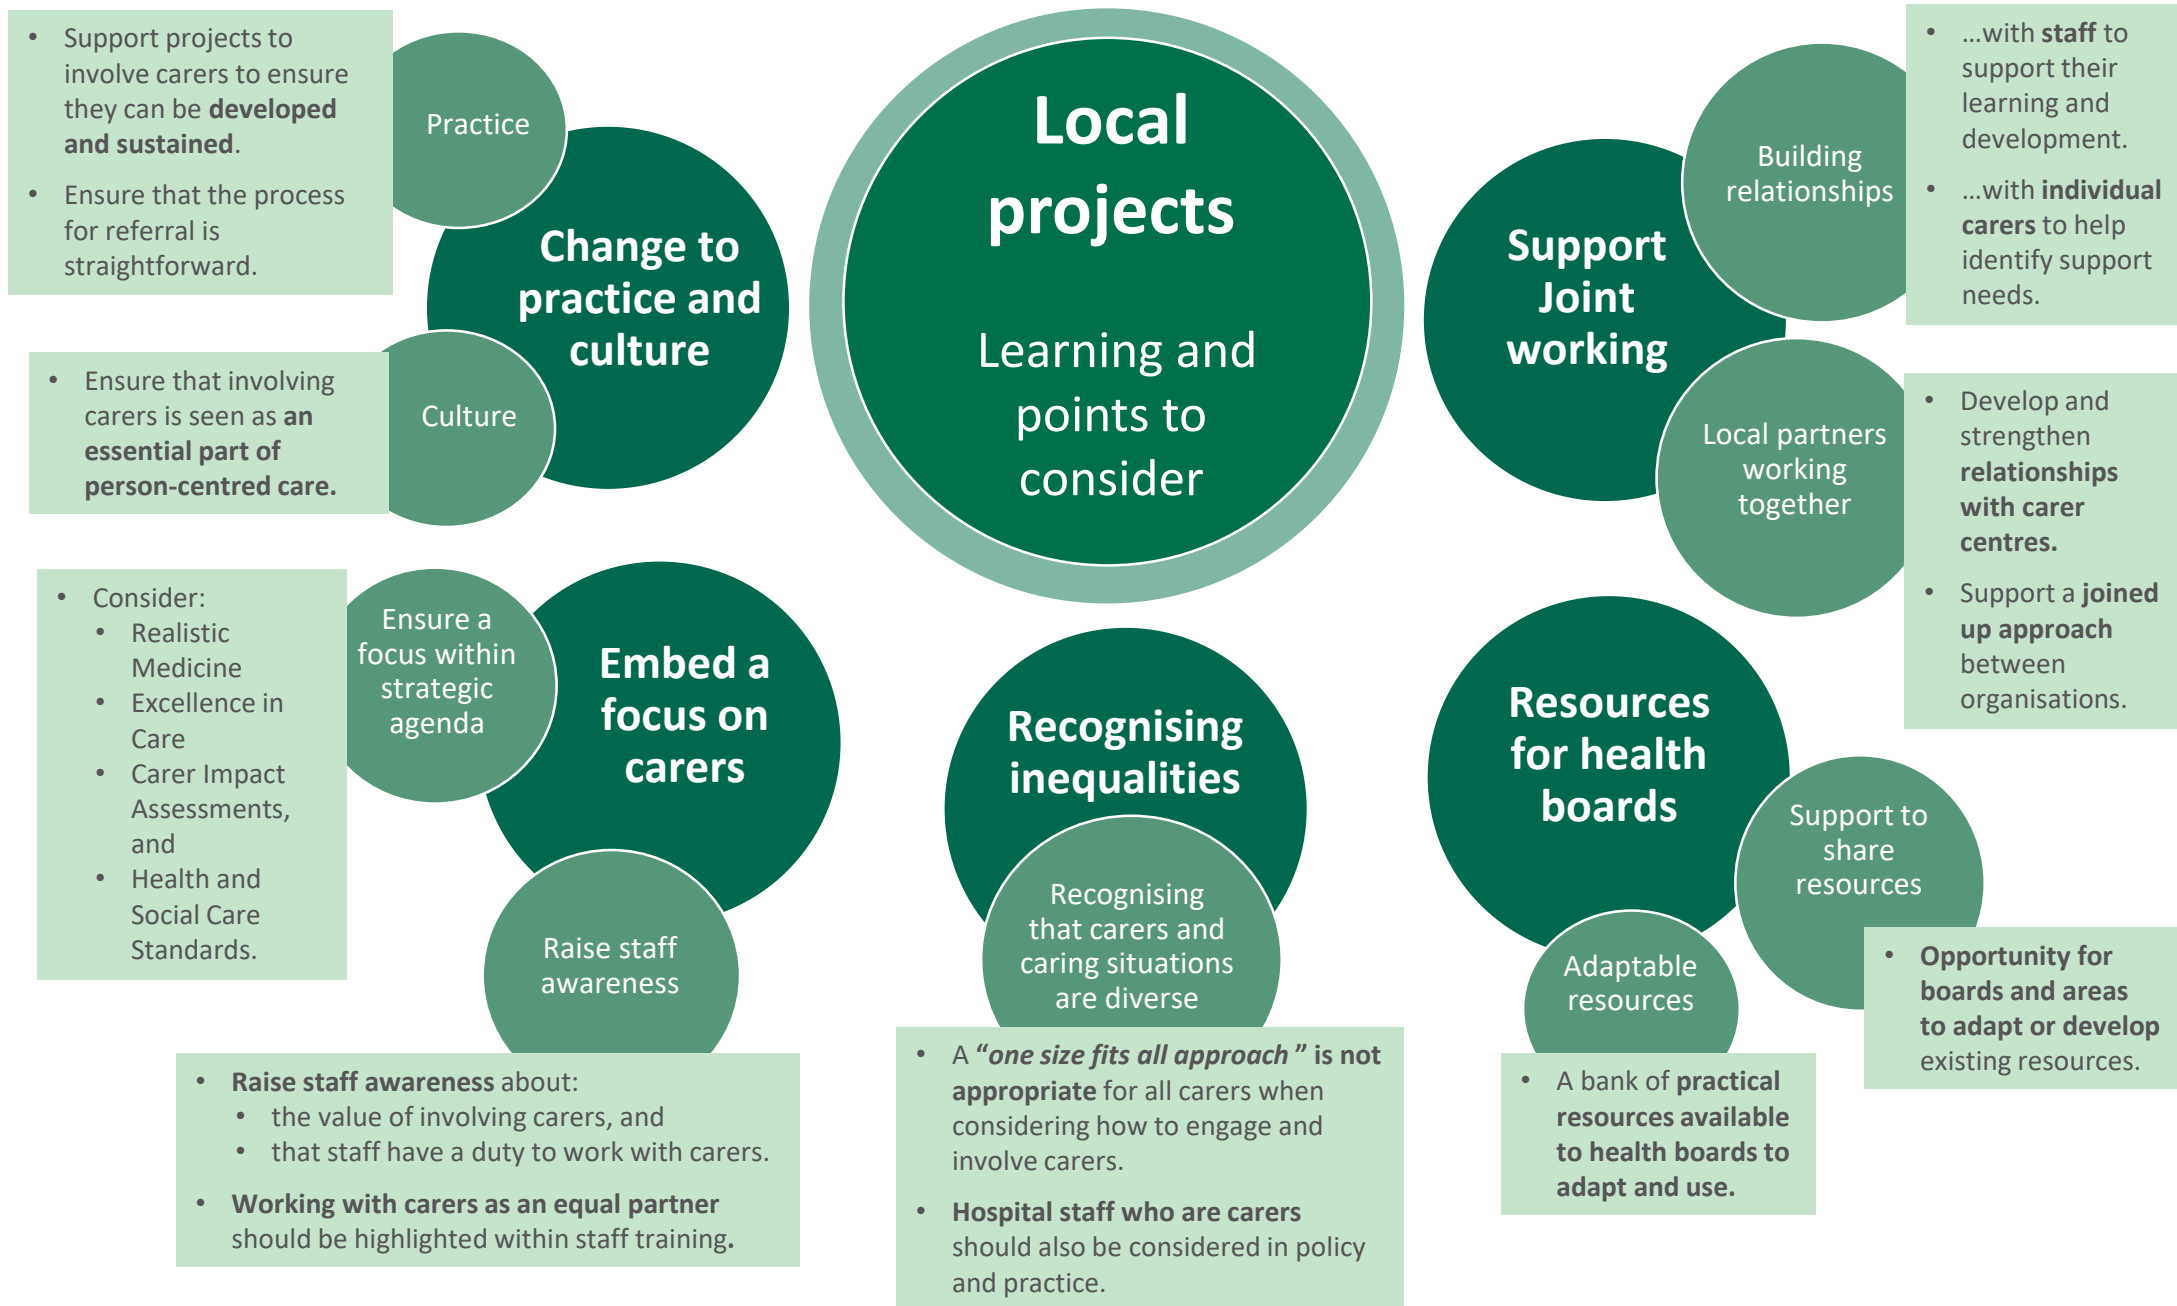 Local
projects
Learning and
points to
consider
Change to
practice and
culture
Practice
• Support projects to
involve carers to ensure
they can be developed
and sustained.
• Ensure that the process
for referral is
straightforward.
Culture
• Ensure that involving
carers is seen as an
essential part of
person-centred care.
Support
Joint
working
Building
relationships
• ...with staff to
support their
learning and
development.
• ...with individual
carers to help
identify support
needs.
Local partners
working
together
• Develop and
strengthen
relationships
with carer
centres.
• Support a joined
up approach
between
organisations.
Embed a
focus on
carers
Ensure a
focus within
strategic
agenda
• Consider:
• Realistic
Medicine
• Excellence in
Care
• Carer Impact
Assessments,
and
• Health and
Social Care
Standards.
Raise staff
awareness
• Raise staff awareness about:
• the value of involving carers, and
• that staff have a duty to work with carers.
• Working with carers as an equal partner
should be highlighted within staff training.
Recognising
inequalities
Recognising
that carers and
caring situations
are diverse
• A “one size fits all approach ” is not
appropriate for all carers when
considering how to engage and
involve carers.
• Hospital staff who are carers
should also be considered in policy
and practice.
Resources
for health
boards
Support to
share
resources
• Opportunity for
boards and areas
to adapt or develop
existing resources.
Adaptable
resources
• A bank of practical
resources available
to health boards to
adapt and use.